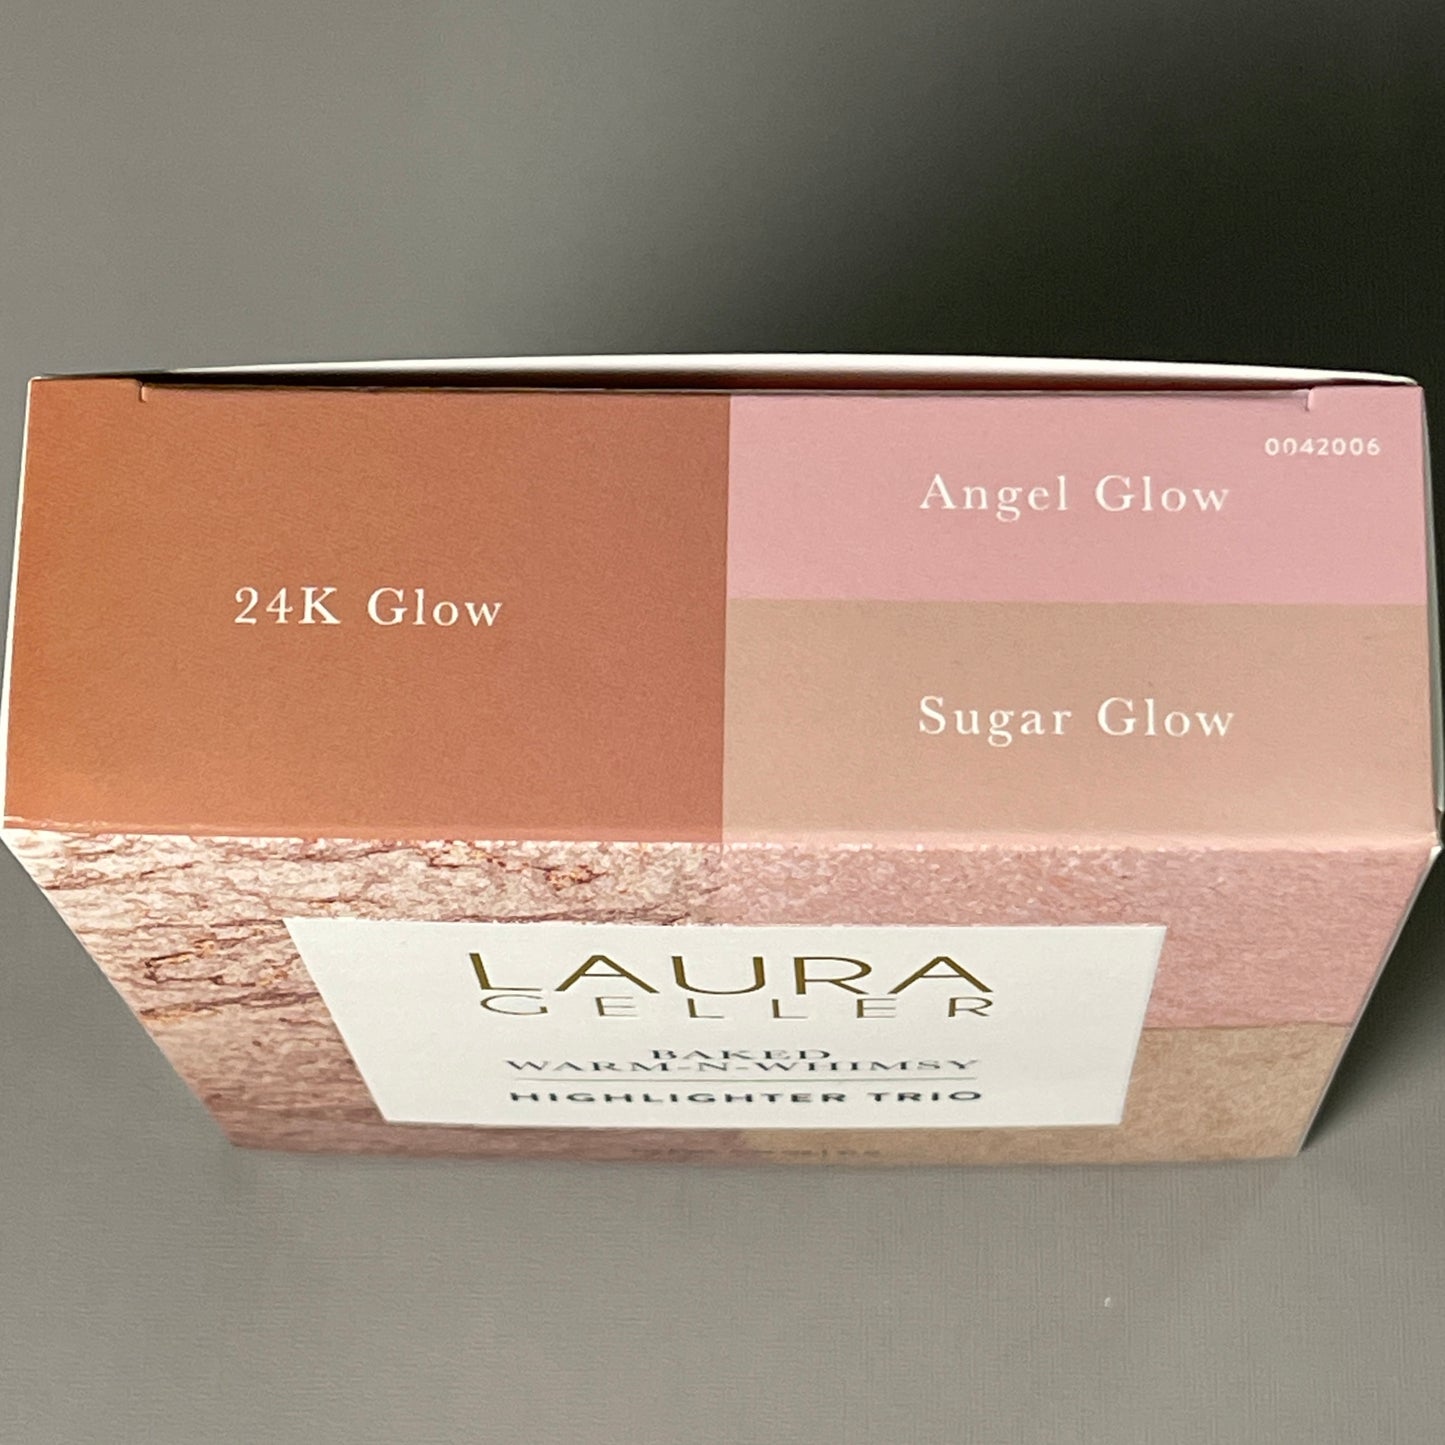 24K Glow
0042006
Angel Glow
Sugar Glow
LAURA
GELLER
BAKED
WARM-N-WHIMSY
HIGHLIGHTER TRIO